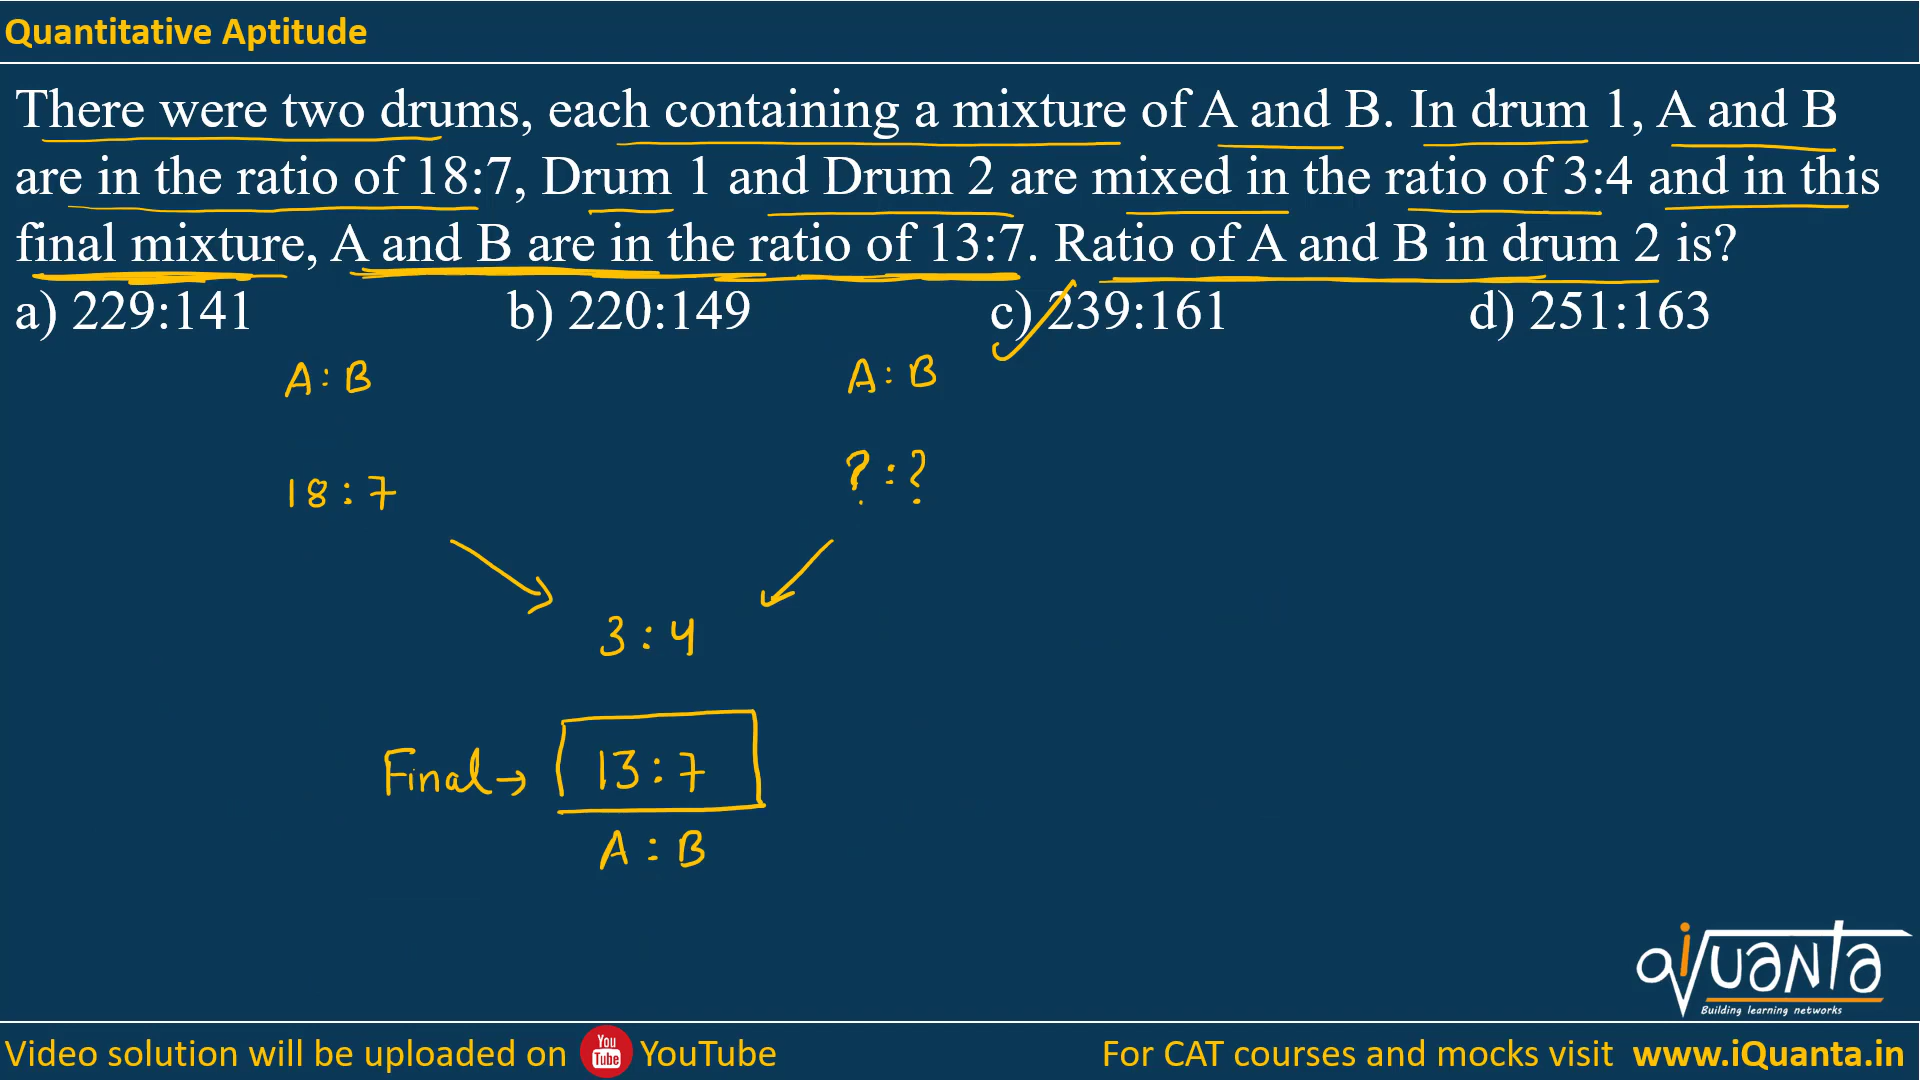 Quantitative Aptitude
There were two drums, each containing a mixture of A and B. In drum 1, A and B
are in the ratio of 18:7, Drum 1 and Drum 2 are mixed in the ratio of 3:4 and in this
final mixture, A and B are in the ratio of 13:7. Ratio of A and B in drum 2 is?
a) 229:141 b) 220:149 c) 239:161 d) 251:163
A : B A : B
18 : 7 ? : ?
3 : 4
Final → 13 : 7
A : B
iQuanta
Building learning networks
Video solution will be uploaded on You Tube YouTube For CAT courses and mocks visit www.iQuanta.in